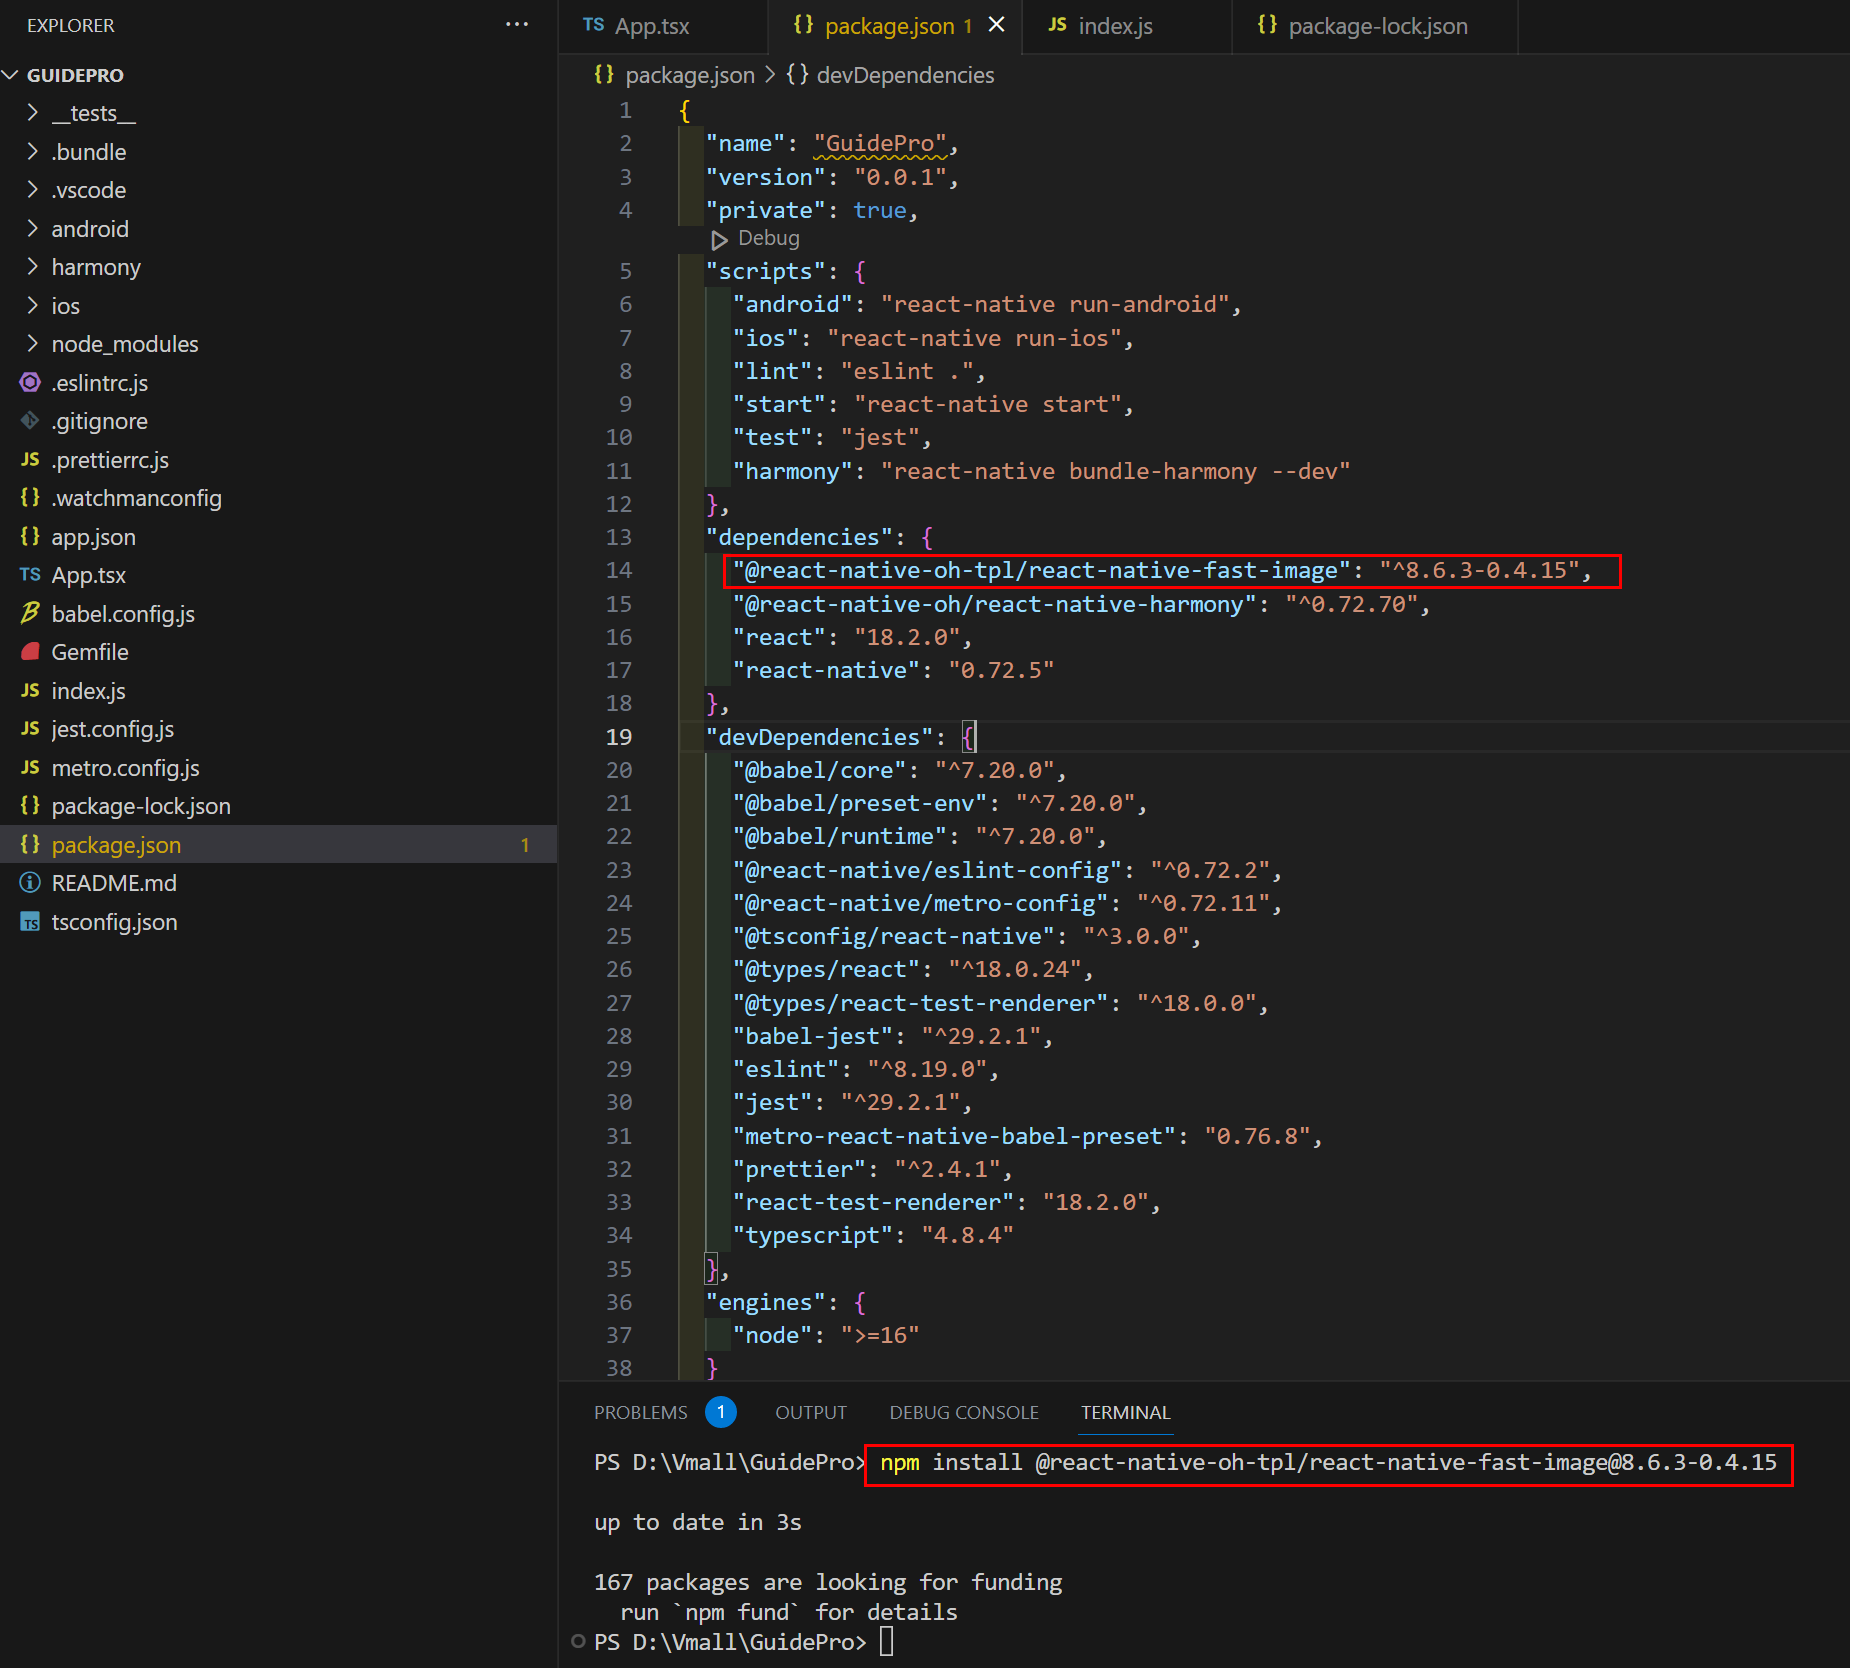 EXPLORER
GUIDEPRO
__tests__
.bundle
.vscode
android
harmony
ios
node_modules
.eslintrc.js
.gitignore
JS .prettierrc.js
{} .watchmanconfig
{} app.json
TS App.tsx
babel.config.js
Gemfile
JS index.js
JS jest.config.js
JS metro.config.js
{} package-lock.json
{} package.json 1
README.md
TS tsconfig.json
TS App.tsx {} package.json 1 JS index.js {} package-lock.json
{} package.json > {} devDependencies
1 {
2 "name": "GuidePro",
3 "version": "0.0.1",
4 "private": true,
Debug
5 "scripts": {
6 "android": "react-native run-android",
7 "ios": "react-native run-ios",
8 "lint": "eslint .",
9 "start": "react-native start",
10 "test": "jest",
11 "harmony": "react-native bundle-harmony --dev"
12 },
13 "dependencies": {
14 "@react-native-oh-tpl/react-native-fast-image": "^8.6.3-0.4.15",
15 "@react-native-oh/react-native-harmony": "^0.72.70",
16 "react": "18.2.0",
17 "react-native": "0.72.5"
18 },
19 "devDependencies": {
20 "@babel/core": "^7.20.0",
21 "@babel/preset-env": "^7.20.0",
22 "@babel/runtime": "^7.20.0",
23 "@react-native/eslint-config": "^0.72.2",
24 "@react-native/metro-config": "^0.72.11",
25 "@tsconfig/react-native": "^3.0.0",
26 "@types/react": "^18.0.24",
27 "@types/react-test-renderer": "^18.0.0",
28 "babel-jest": "^29.2.1",
29 "eslint": "^8.19.0",
30 "jest": "^29.2.1",
31 "metro-react-native-babel-preset": "0.76.8",
32 "prettier": "^2.4.1",
33 "react-test-renderer": "18.2.0",
34 "typescript": "4.8.4"
35 },
36 "engines": {
37 "node": ">=16"
38 }
PROBLEMS 1 OUTPUT DEBUG CONSOLE TERMINAL
PS D:\Vmall\GuidePro> npm install @react-native-oh-tpl/react-native-fast-image@8.6.3-0.4.15
up to date in 3s
167 packages are looking for funding
run `npm fund` for details
PS D:\Vmall\GuidePro>